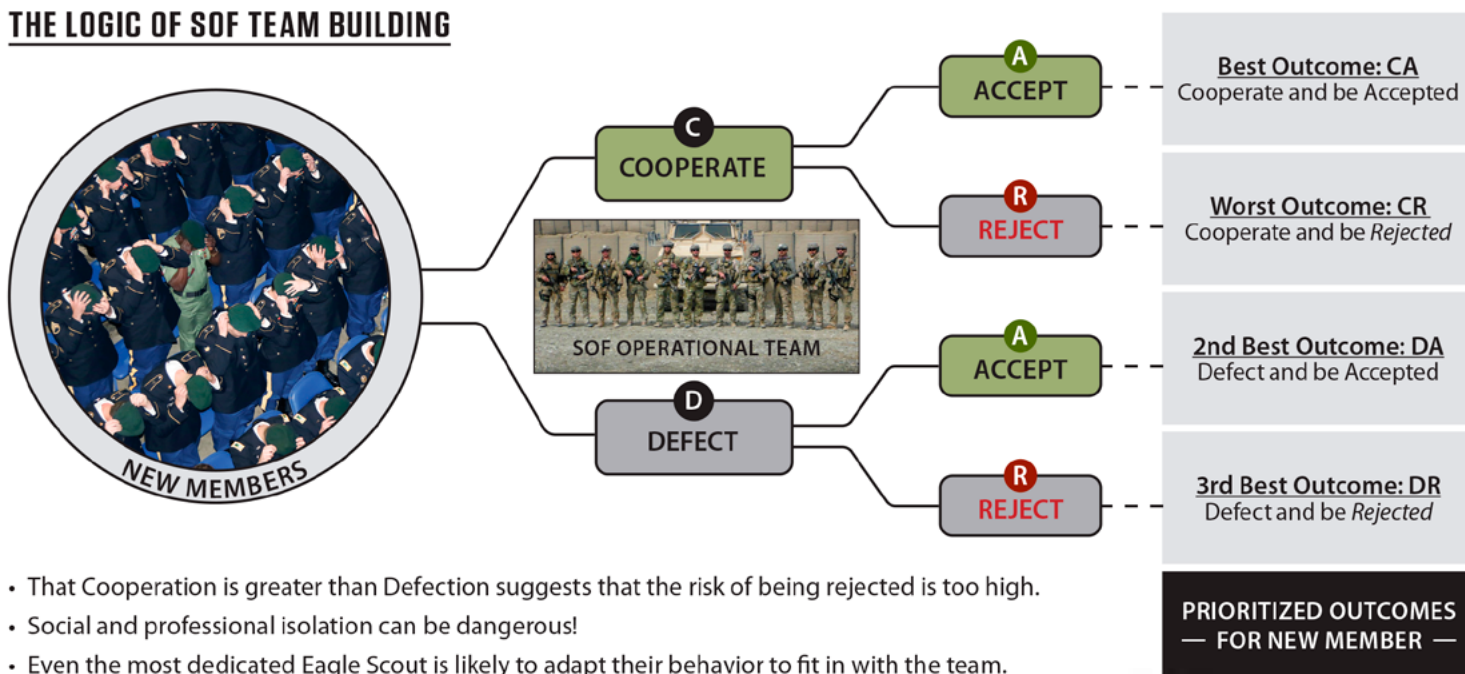 THE LOGIC OF SOF TEAM BUILDING
NEW MEMBERS
C
COOPERATE
SOF OPERATIONAL TEAM
D
DEFECT
A
ACCEPT
R
REJECT
A
ACCEPT
R
REJECT
Best Outcome: CA
Cooperate and be Accepted
Worst Outcome: CR
Cooperate and be Rejected
2nd Best Outcome: DA
Defect and be Accepted
3rd Best Outcome: DR
Defect and be Rejected
PRIORITIZED OUTCOMES
— FOR NEW MEMBER —
• That Cooperation is greater than Defection suggests that the risk of being rejected is too high.
• Social and professional isolation can be dangerous!
• Even the most dedicated Eagle Scout is likely to adapt their behavior to fit in with the team.